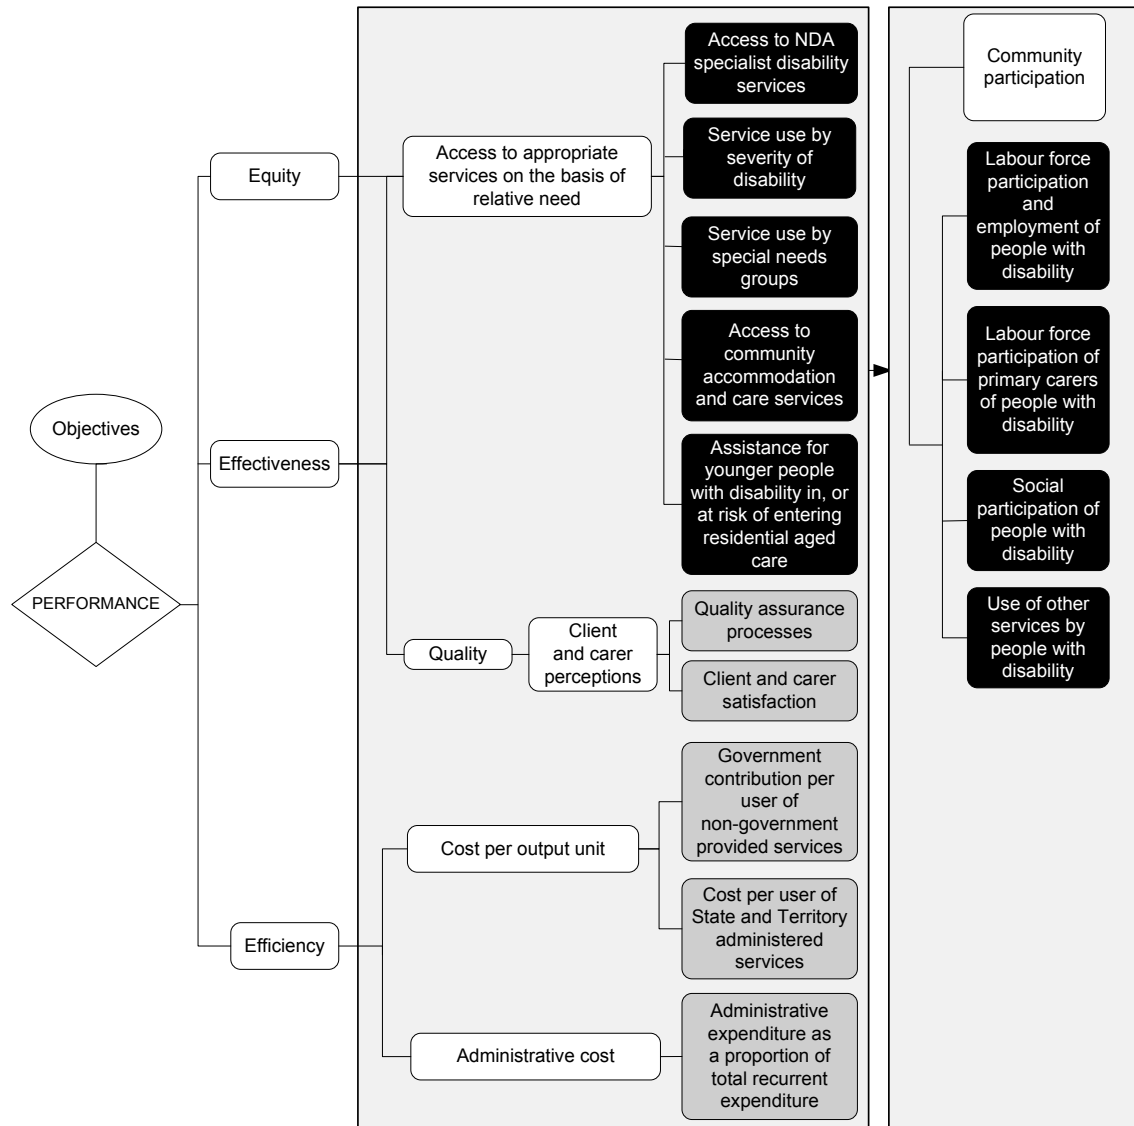 Objectives
PERFORMANCE
Equity
Effectiveness
Efficiency
Access to appropriate
services on the basis of
relative need
Quality
Client
and carer
perceptions
Cost per output unit
Administrative cost
Access to NDA
specialist disability
services
Service use by
severity of
disability
Service use by
special needs
groups
Access to
community
accommodation
and care services
Assistance for
younger people
with disability in, or
at risk of entering
residential aged
care
Quality assurance
processes
Client and carer
satisfaction
Government
contribution per
user of
non-government
provided services
Cost per user of
State and Territory
administered
services
Administrative
expenditure as
a proportion of
total recurrent
expenditure
Community
participation
Labour force
participation
and
employment of
people with
disability
Labour force
participation of
primary carers
of people with
disability
Social
participation of
people with
disability
Use of other
services by
people with
disability